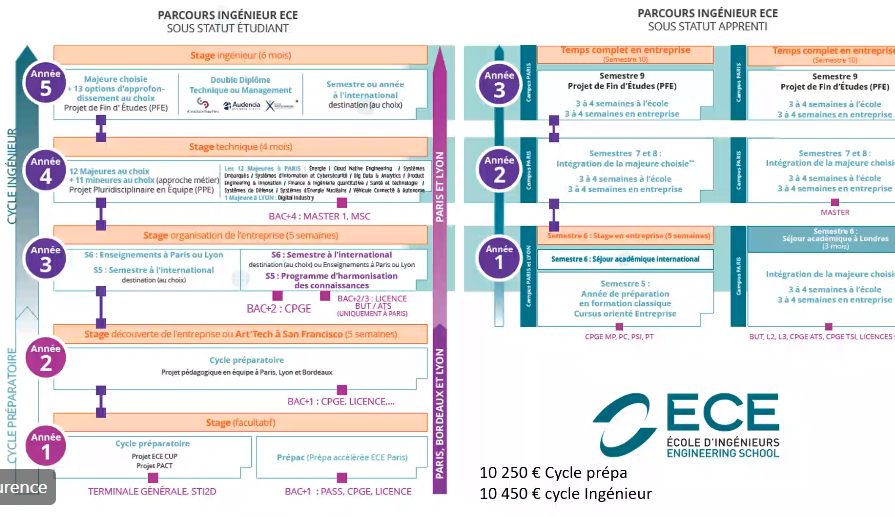 PARCOURS INGÉNIEUR ECE
SOUS STATUT ÉTUDIANT
CYCLE INGÉNIEUR
CYCLE PRÉPARATOIRE
Stage ingénieur (6 mois)
Année
5
Majeure choisie
+ 13 options d'approfon-
dissement au choix
Projet de Fin d' Études (PFE)
Double Diplôme
Technique ou Management
Audencia
Semestre ou année
à l'international
destination (au choix)
Stage technique (4 mois)
Année
4
12 Majeures au choix
+ 11 mineures au choix (approche métier)
Projet Pluridisciplinaire en Équipe (PPE)
Les 12 Majeures à PARIS : Énergie / Cloud Native Engineering / Systèmes
Embarqués / Systèmes d'Information et Cybersécurité / Big Data & Analytics / Product
Engineering & Innovation / Finance & Ingénierie quantitative / Santé et Technologie /
Systèmes de Défense / Systèmes d'Energie Nucléaire / Véhicule Connecté & Autonome
1 Majeure à LYON : Digital Industry
BAC+4 : MASTER 1, MSC
Stage organisation de l'entreprise (5 semaines)
Année
3
S6 : Enseignements à Paris ou Lyon
S5 : Semestre à l'international
destination (au choix)
S6 : Semestre à l'international
destination (au choix) ou Enseignements à Paris ou Lyon
S5 : Programme d'harmonisation
des connaissances
BAC+2 : CPGE
BAC+2/3 : LICENCE
BUT / ATS
(UNIQUEMENT À PARIS)
Stage découverte de l'entreprise ou Art'Tech à San Francisco (5 semaines)
Année
2
Cycle préparatoire
Projet pédagogique en équipe à Paris, Lyon et Bordeaux
BAC+1 : CPGE, LICENCE,...
Stage (facultatif)
Année
1
Cycle préparatoire
Projet ECE CUP
Projet PACT
Prépac (Prépa accélérée ECE Paris)
TERMINALE GÉNÉRALE, STI2D
BAC+1 : PASS, CPGE, LICENCE
urence
PARIS ET LYON
PARIS, BORDEAUX ET LYON
PARCOURS INGÉNIEUR ECE
SOUS STATUT APPRENTI
Année
3
Campus PARIS
Temps complet en entreprise
(Semestre 10)
Semestre 9
Projet de Fin d'Études (PFE)
3 à 4 semaines à l'école
3 à 4 semaines en entreprise
Campus PARIS
Temps complet en entreprise
(Semestre 10)
Semestre 9
Projet de Fin d'Études (PFE)
3 à 4 semaines à l'école
3 à 4 semaines en entreprise
Année
2
Campus PARIS
Semestres 7 et 8 :
Intégration de la majeure choisie**
3 à 4 semaines à l'école
3 à 4 semaines en entreprise
Campus PARIS
Semestres 7 et 8 :
Intégration de la majeure choisie
3 à 4 semaines à l'école
3 à 4 semaines en entreprise
MASTER
Année
1
Campus PARIS et LYON
Semestre 6 : Stage en entreprise (5 semaines)
Semestre 6 : Séjour académique international
Semestre 5 :
Année de préparation
en formation classique
Cursus orienté Entreprise
CPGE MP, PC, PSI, PT
Campus PARIS
Semestre 6 :
Séjour académique à Londres
(3 mois)
Intégration de la majeure choisie
3 à 4 semaines à l'école
3 à 4 semaines en entreprise
BUT, L2, L3, CPGE ATS, CPGE TSI, LICENCES
ECE
ÉCOLE D'INGÉNIEURS
ENGINEERING SCHOOL
10 250 € Cycle prépa
10 450 € cycle Ingénieur